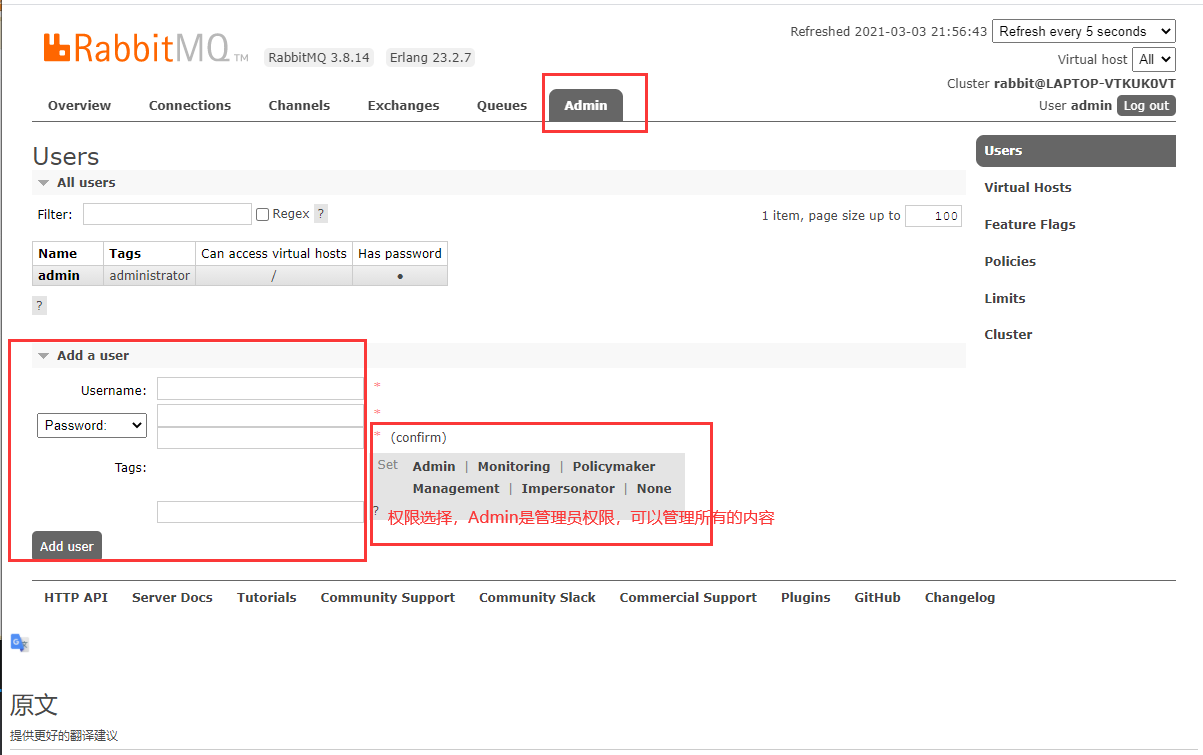 Refreshed 2021-03-03 21:56:43 Refresh every 5 seconds
RabbitMQ TM RabbitMQ 3.8.14 Erlang 23.2.7
Virtual host All
Cluster rabbit@LAPTOP-VTKUK0VT
User admin Log out
Overview Connections Channels Exchanges Queues Admin
Users
All users
Filter: Regex ?
1 item, page size up to 100
Name Tags Can access virtual hosts Has password
admin administrator / ●
?
Add a user
Username: *
Password: *
* (confirm)
Tags:
Set Admin | Monitoring | Policymaker
Management | Impersonator | None
?
权限选择，Admin是管理员权限，可以管理所有的内容
Add user
Users
Virtual Hosts
Feature Flags
Policies
Limits
Cluster
HTTP API Server Docs Tutorials Community Support Community Slack Commercial Support Plugins GitHub Changelog
原文
提供更好的翻译建议